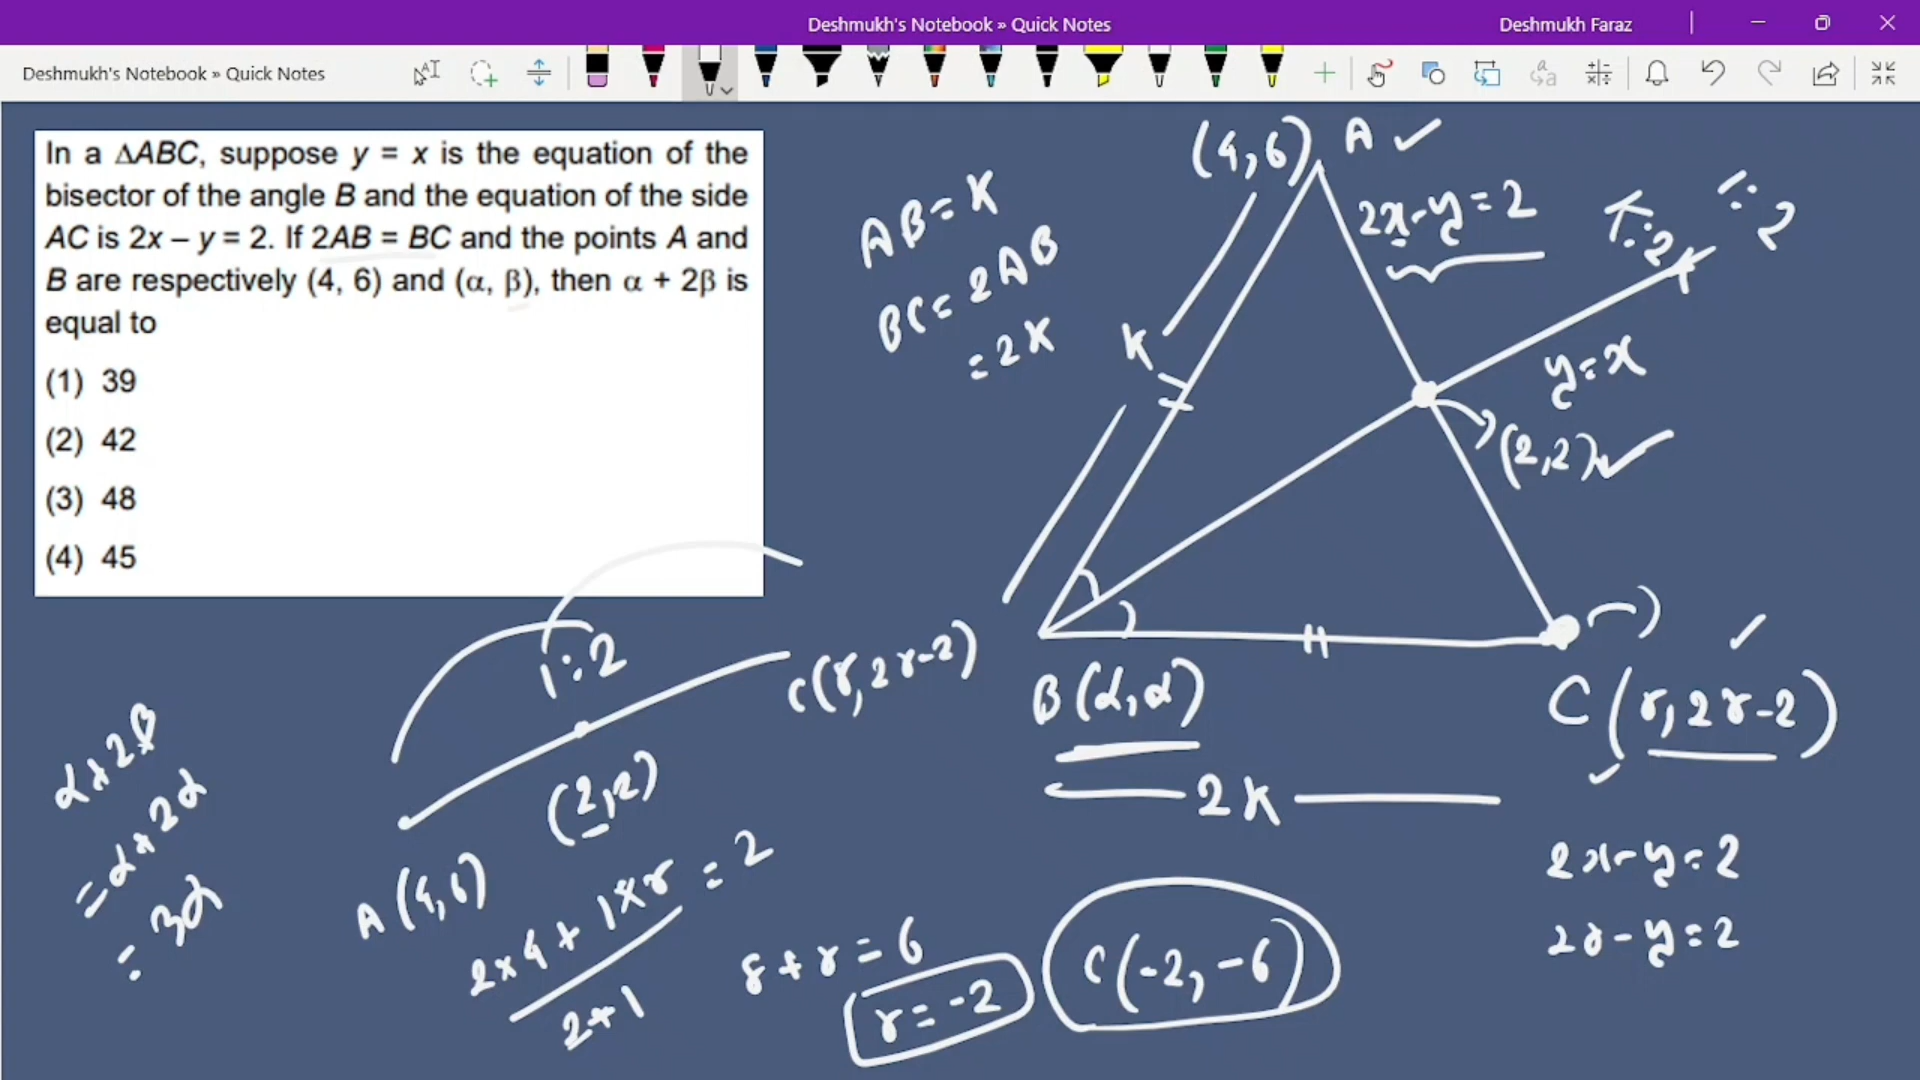 Deshmukh's Notebook » Quick Notes
Deshmukh Faraz
Deshmukh's Notebook » Quick Notes
In a ΔABC, suppose y = x is the equation of the
bisector of the angle B and the equation of the side
AC is 2x – y = 2. If 2AB = BC and the points A and
B are respectively (4, 6) and (α, β), then α + 2β is
equal to
(1) 39
(2) 42
(3) 48
(4) 45
AB = K
BC = 2AB
= 2K
(4,6) A
2x-y=2
1:2
K
y=x
(2,2)
B(α,α)
C(r, 2r-2)
2K
2x-y=2
2r-y=2
1:2
C(r, 2r-2)
(2,2)
A(4,6)
α+2β
= α+2α
= 3α
2×4+1×r = 2
2+1
8+r=6
r=-2
C(-2,-6)